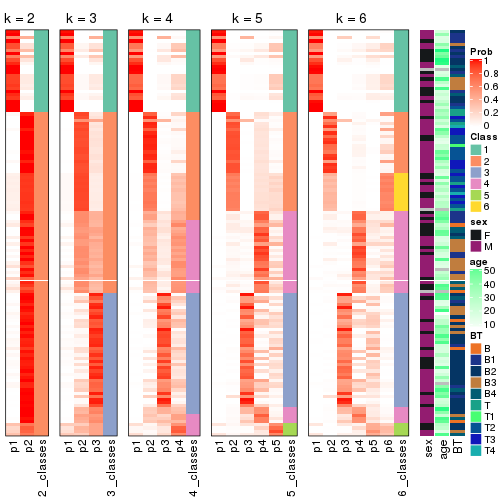 k = 2 k = 3 k = 4 k = 5 k = 6
p1 p2 2_classes p1 p2 p3 3_classes p1 p2 p3 p4 4_classes p1 p2 p3 p4 p5 5_classes p1 p2 p3 p4 p5 p6 6_classes sex age BT
Prob
1
0.8
0.6
0.4
0.2
0
Class
1
2
3
4
5
6
sex
F
M
age
50
40
30
20
10
BT
B
B1
B2
B3
B4
T
T1
T2
T3
T4